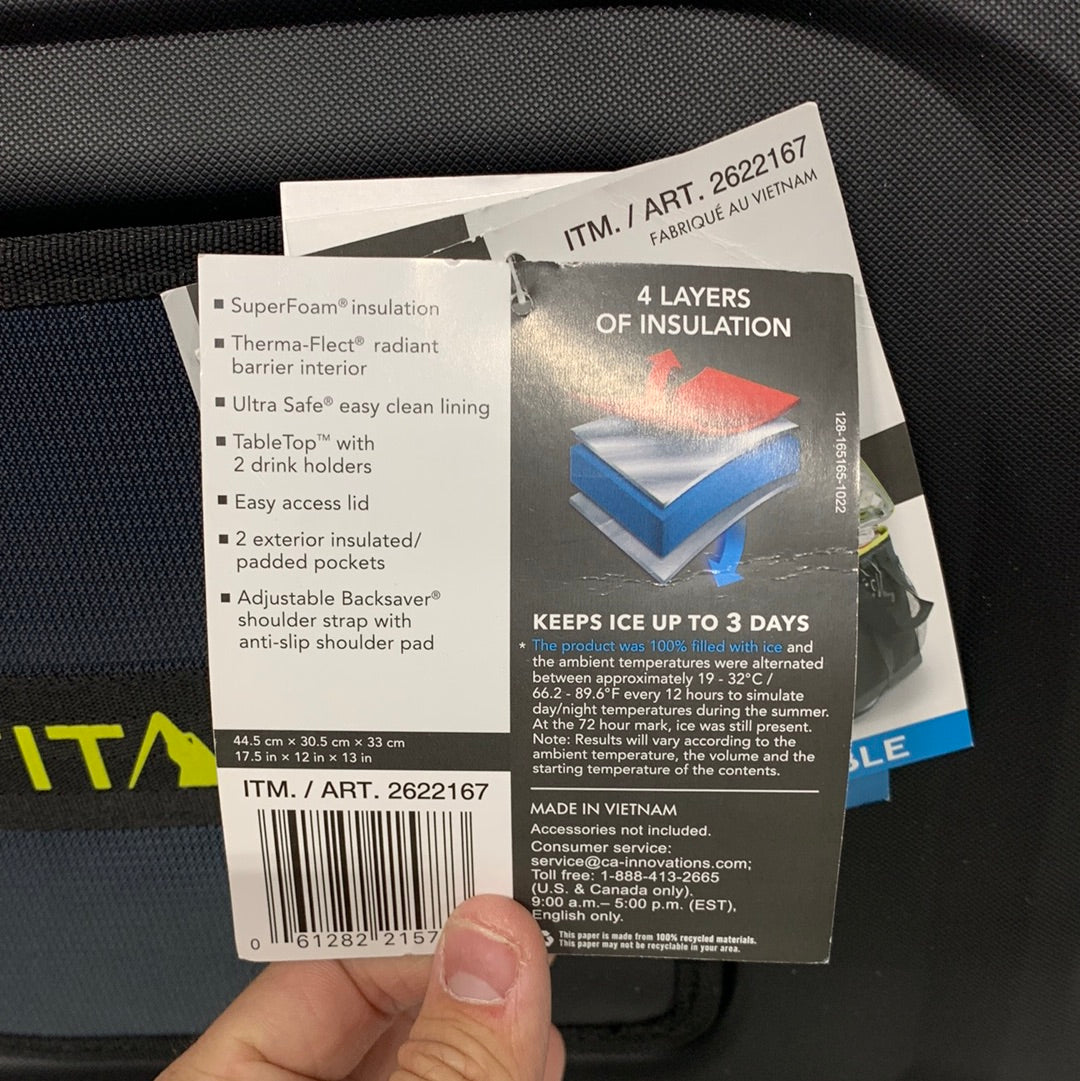 ITM. / ART. 2622167
FABRIQUÉ AU VIETNAM
▪ SuperFoam® insulation
▪ Therma-Flect® radiant
barrier interior
▪ Ultra Safe® easy clean lining
▪ TableTop™ with
2 drink holders
▪ Easy access lid
▪ 2 exterior insulated/
padded pockets
▪ Adjustable Backsaver®
shoulder strap with
anti-slip shoulder pad
44.5 cm × 30.5 cm × 33 cm
17.5 in × 12 in × 13 in
ITM. / ART. 2622167
0 61282 2157
4 LAYERS
OF INSULATION
128-165165-1022
KEEPS ICE UP TO 3 DAYS
* The product was 100% filled with ice and
the ambient temperatures were alternated
between approximately 19 - 32°C /
66.2 - 89.6°F every 12 hours to simulate
day/night temperatures during the summer.
At the 72 hour mark, ice was still present.
Note: Results will vary according to the
ambient temperature, the volume and the
starting temperature of the contents.
MADE IN VIETNAM
Accessories not included.
Consumer service:
service@ca-innovations.com;
Toll free: 1-888-413-2665
(U.S. & Canada only).
9:00 a.m.– 5:00 p.m. (EST),
English only.
This paper is made from 100% recycled materials.
This paper may not be recyclable in your area.